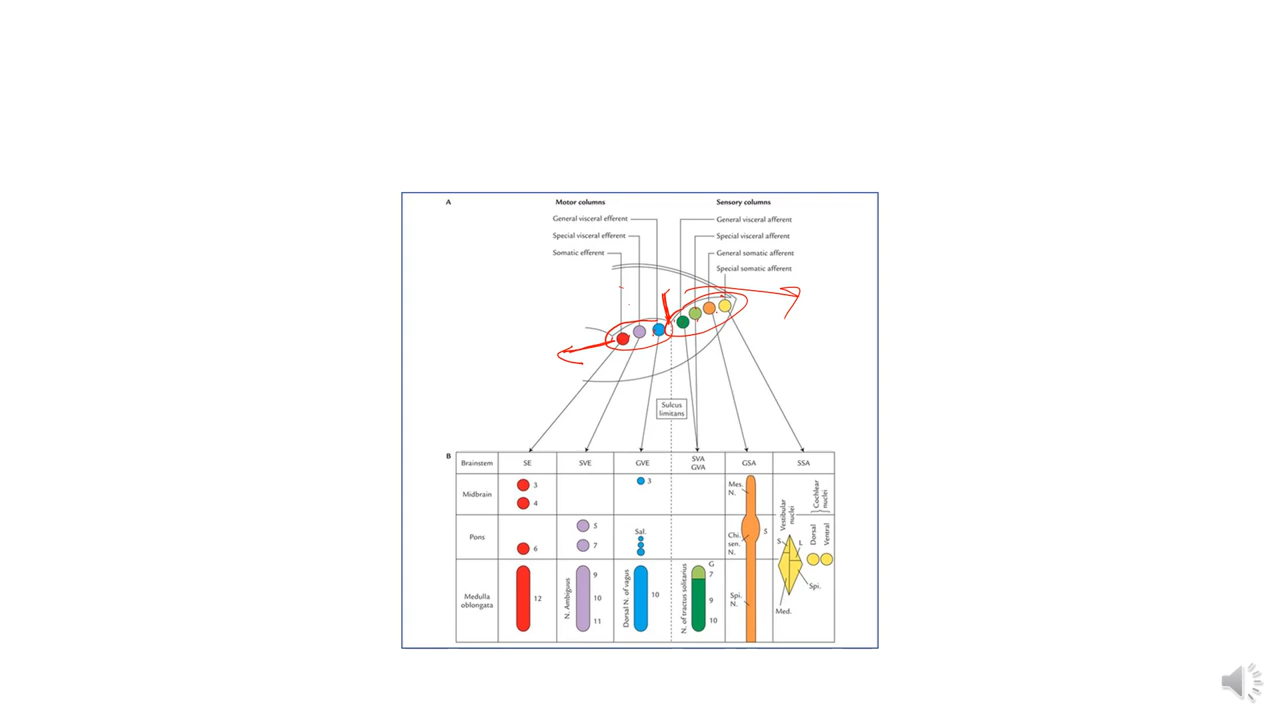 A
Motor columns
Sensory columns
General visceral efferent
General visceral afferent
Special visceral efferent
Special visceral afferent
Somatic efferent
General somatic afferent
Special somatic afferent
Sulcus
limitans
B
Brainstem
SE
SVE
GVE
SVA
GVA
GSA
SSA
Midbrain
3
4
3
Mes.
N.
Vestibular
nuclei
Cochlear
nuclei
Pons
6
5
7
Sal.
Chi.
sen.
N.
5
S
L
Dorsal
Ventral
Medulla
oblongata
12
N. Ambiguus
9
10
11
Dorsal N. of vagus
10
N. of tractus solitarius
G
7
9
10
Spi.
N.
Spi.
Med.